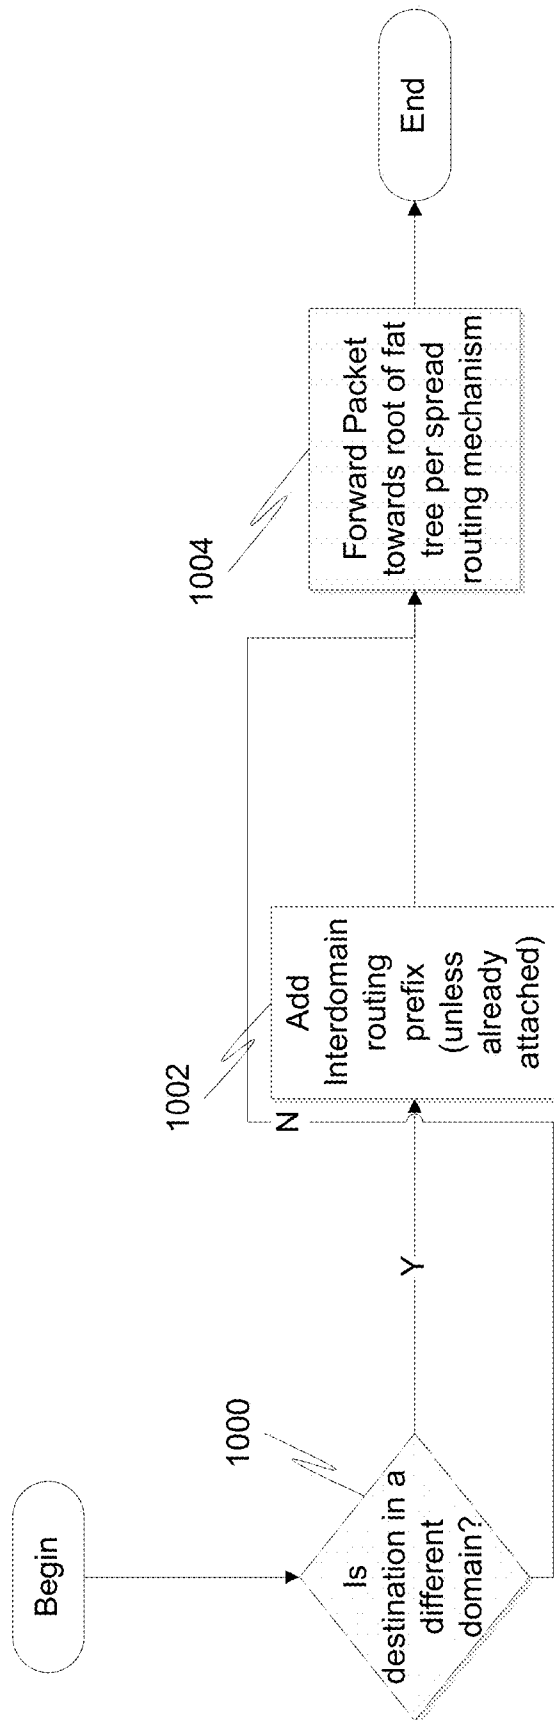 Begin
1000
Is
destination in a
different
domain?
Y
N
1002
Add
Interdomain
routing
prefix
(unless
already
attached)
1004
Forward Packet
towards root of fat
tree per spread
routing mechanism
End